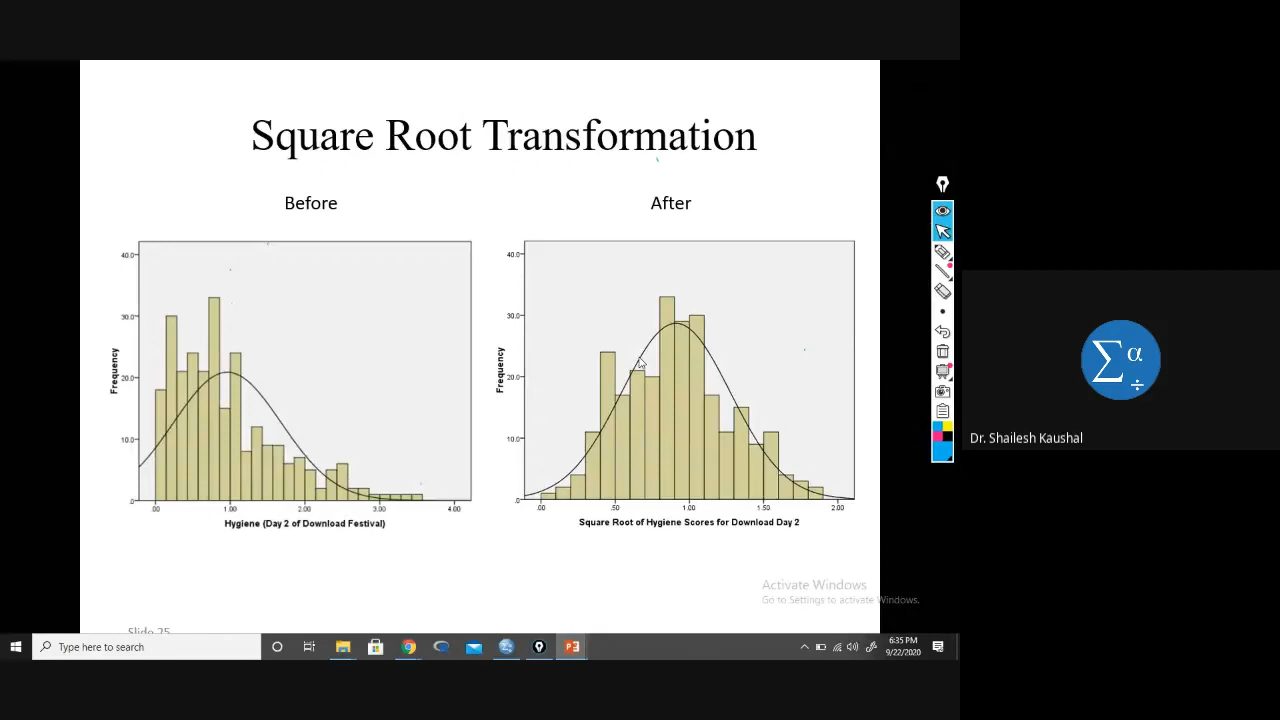 Square Root Transformation
Before
After
40.0
30.0
20.0
10.0
.0
Frequency
.00 1.00 2.00 3.00 4.00
Hygiene (Day 2 of Download Festival)
40.0
30.0
20.0
10.0
.0
Frequency
.00 .50 1.00 1.50 2.00
Square Root of Hygiene Scores for Download Day 2
Σ α ÷
Dr. Shailesh Kaushal
Activate Windows
Go to Settings to activate Windows.
Slide 25
Type here to search
6:35 PM
9/22/2020